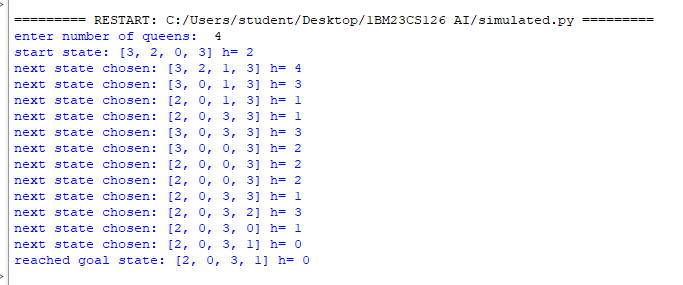 ========= RESTART: C:/Users/student/Desktop/1BM23CS126 AI/simulated.py =========
enter number of queens:  4
start state: [3, 2, 0, 3] h= 2
next state chosen: [3, 2, 1, 3] h= 4
next state chosen: [3, 0, 1, 3] h= 3
next state chosen: [2, 0, 1, 3] h= 1
next state chosen: [2, 0, 3, 3] h= 1
next state chosen: [3, 0, 3, 3] h= 3
next state chosen: [3, 0, 0, 3] h= 2
next state chosen: [2, 0, 0, 3] h= 2
next state chosen: [2, 0, 0, 3] h= 2
next state chosen: [2, 0, 3, 3] h= 1
next state chosen: [2, 0, 3, 2] h= 3
next state chosen: [2, 0, 3, 0] h= 1
next state chosen: [2, 0, 3, 1] h= 0
reached goal state: [2, 0, 3, 1] h= 0